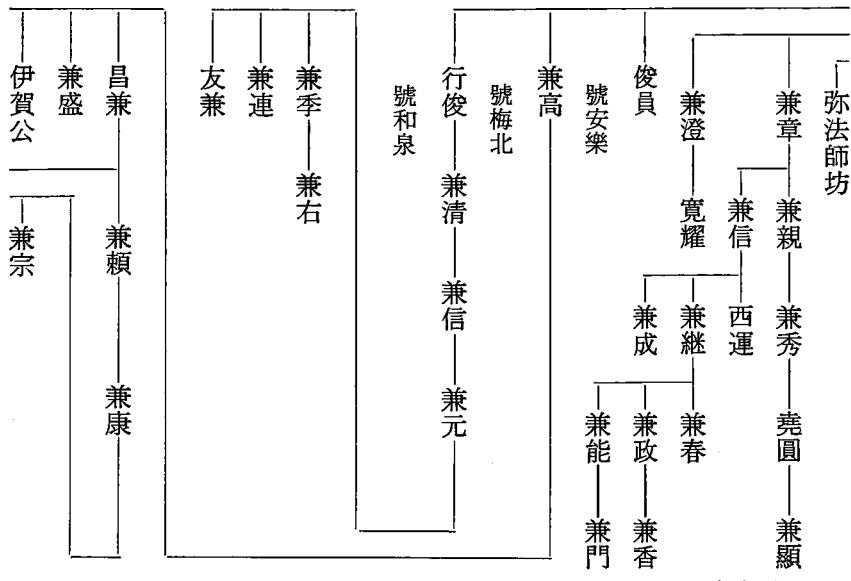 弥法師坊
兼章
兼親
兼秀
堯圓
兼顯
兼信
西運
兼継
兼春
兼政
兼香
兼能
兼門
兼成
兼澄
寛耀
俊員
號安樂
兼高
號梅北
行俊
號和泉
兼清
兼信
兼元
兼季
兼右
兼連
友兼
昌兼
兼頼
兼康
兼盛
伊賀公
兼宗